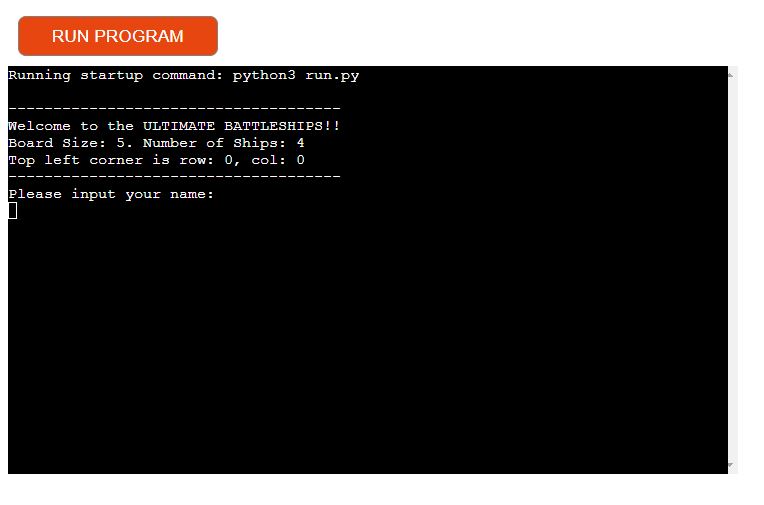 RUN PROGRAM
Running startup command: python3 run.py
-------------------------------------
Welcome to the ULTIMATE BATTLESHIPS!!
Board Size: 5. Number of Ships: 4
Top left corner is row: 0, col: 0
-------------------------------------
Please input your name: